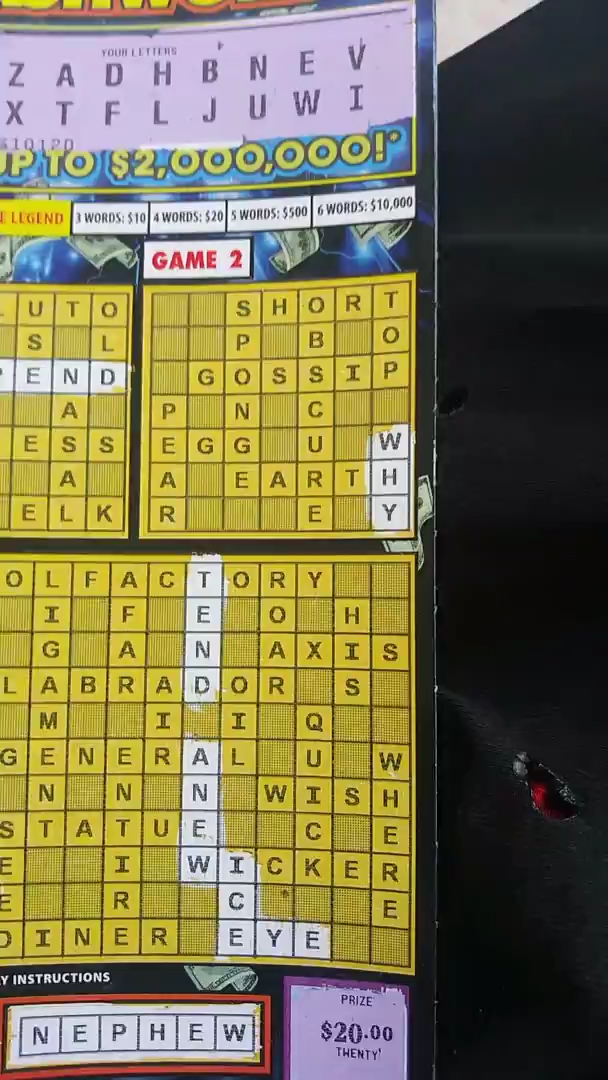 YOUR LETTERS
Z A D H B N E V
X T F L J U W I
UP TO $2,000,000!*
LEGEND 3 WORDS: $10 4 WORDS: $20 5 WORDS: $500 6 WORDS: $10,000
GAME 2
L U T O S H O R T
S L P B O
P E N D G O S S I P
A P N C
E S S E G G U W
A A E A R T H
E L K R E Y
O L F A C T O R Y
I F E O H
G A N A X I S
L A B R A D O R S
M I I Q
G E N E R A L U W
N N N W I S H
S T A T U E C E
E I W I C K E R
E R C E
D I N E R E Y E
INSTRUCTIONS
NEPHEW
PRIZE
$20.00
TWENTY